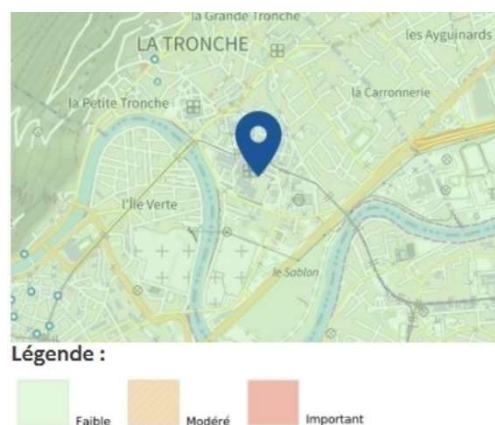 la Grande Tronche
LA TRONCHE
les Ayguinards
la Petite Tronche
la Carronnerie
l'Île Verte
le Sablon
Légende :
Faible Modéré Important